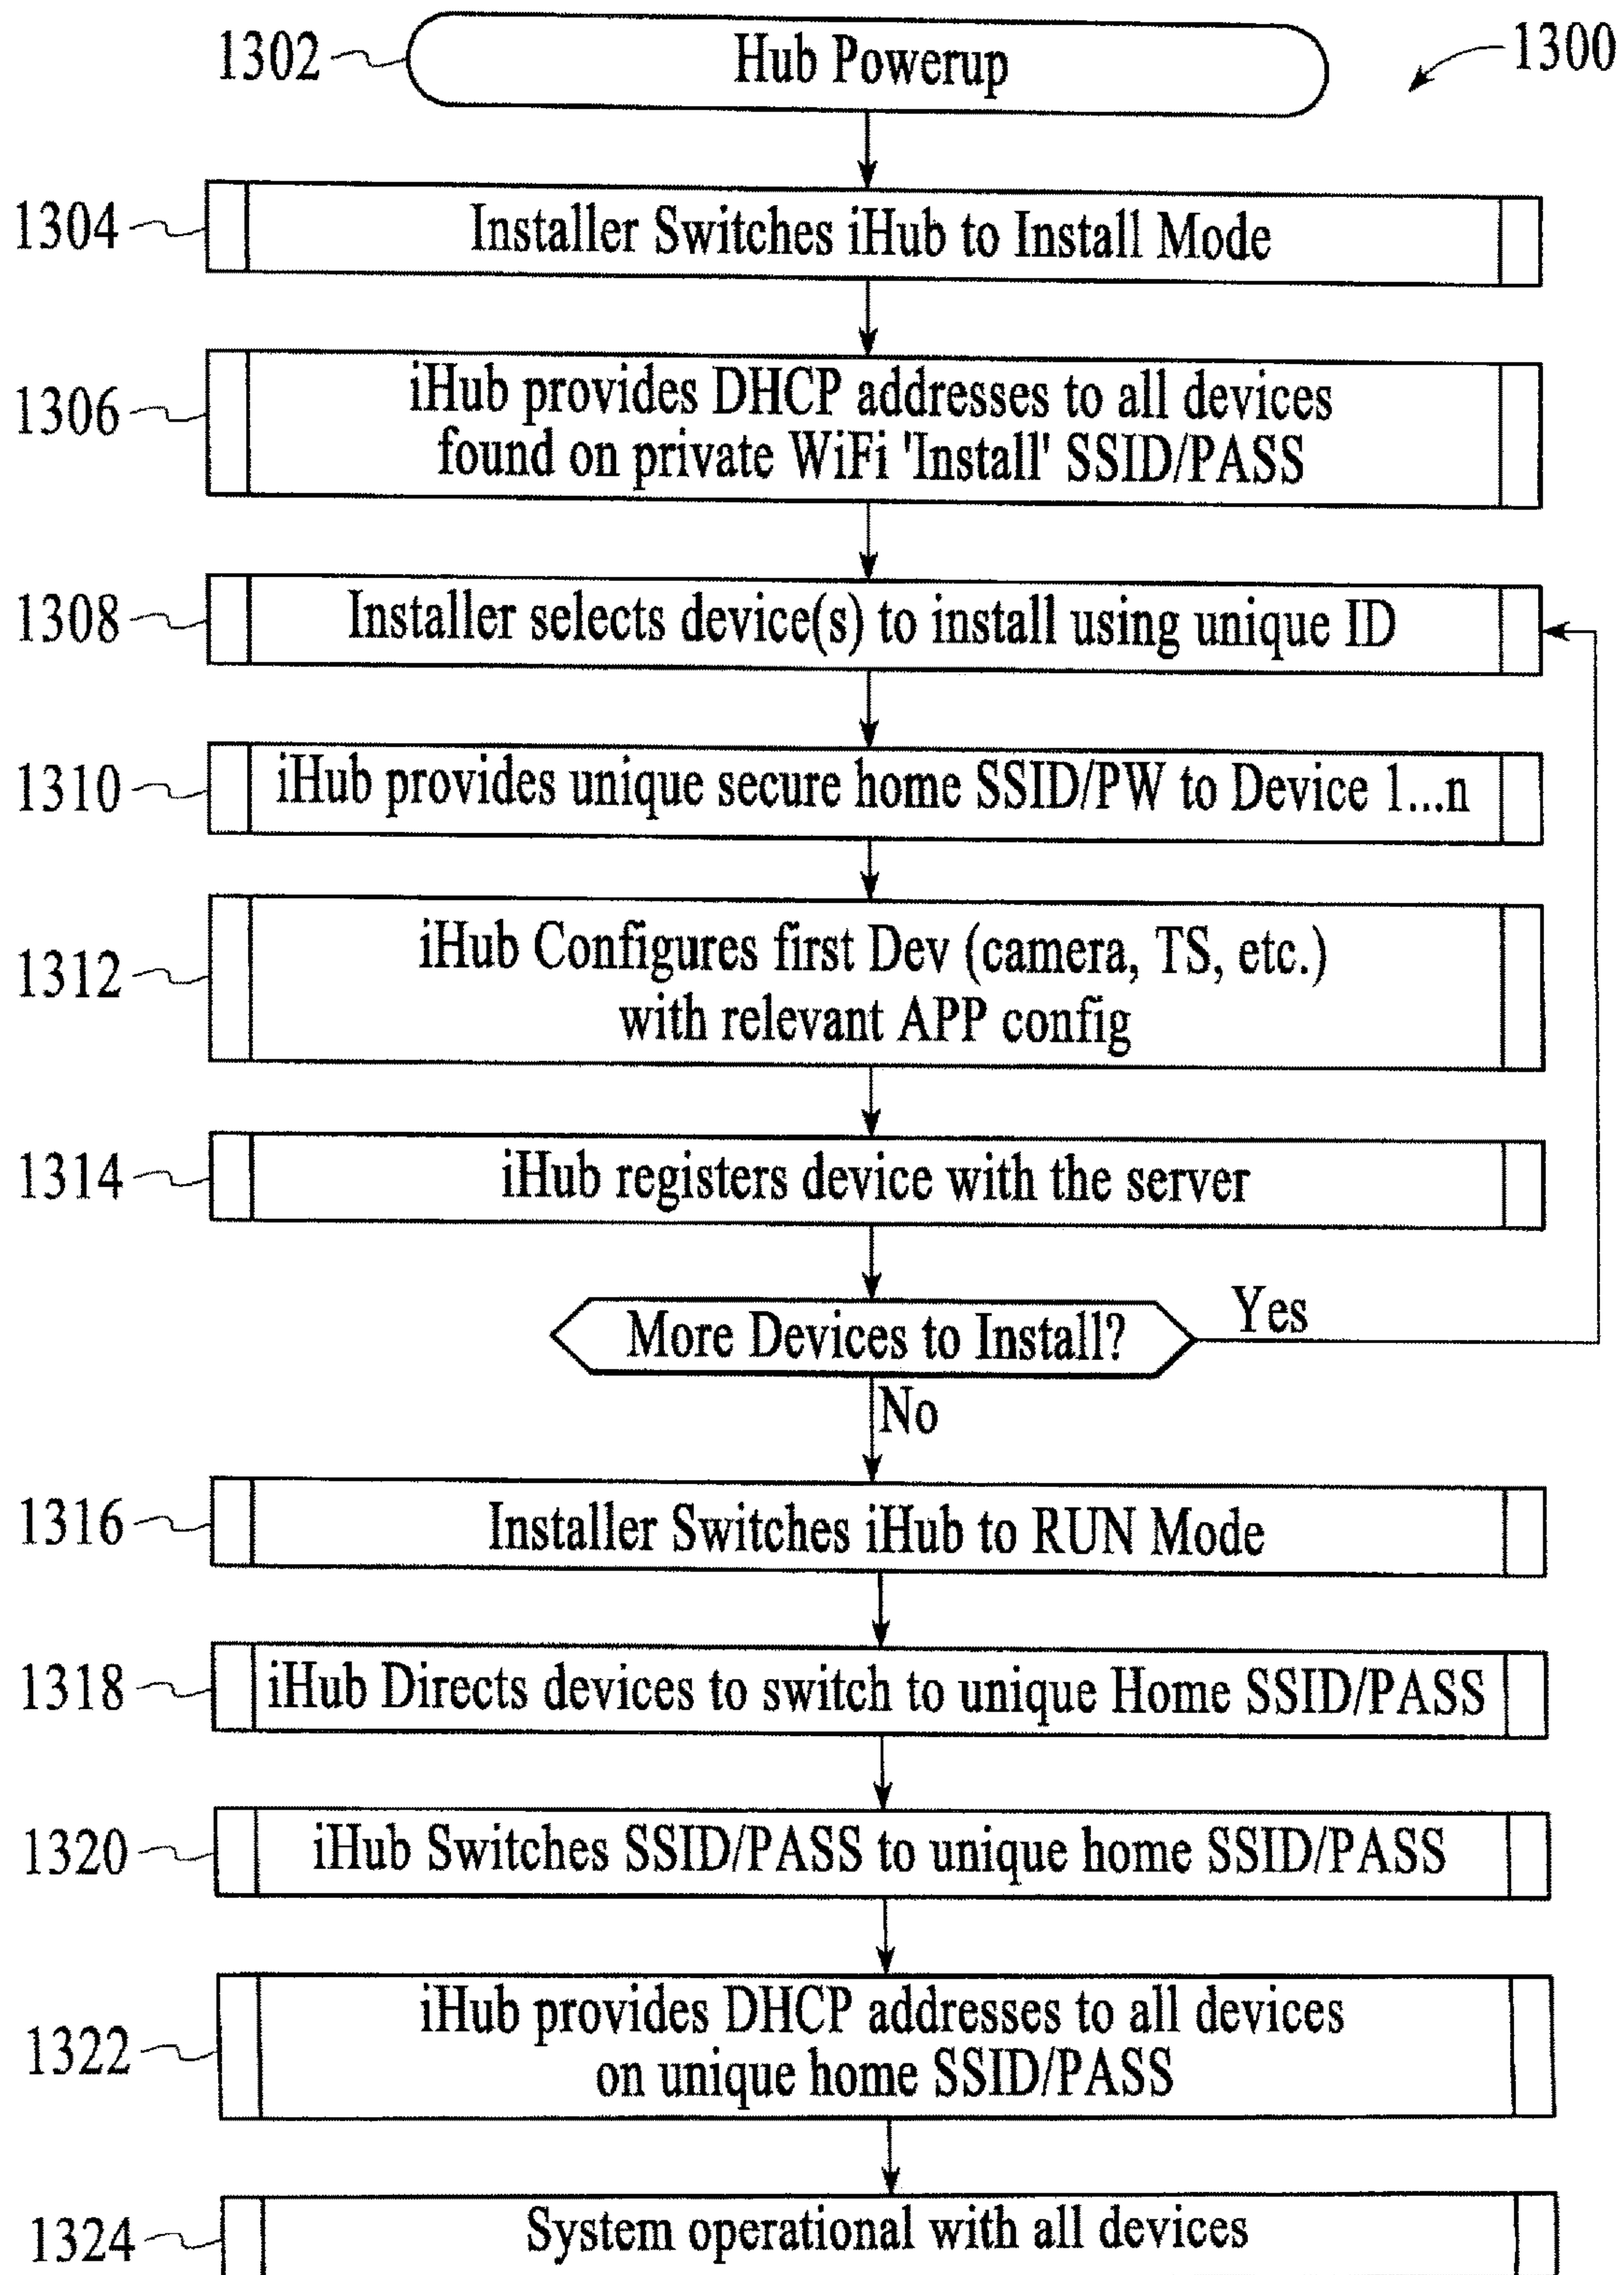 1302
Hub Powerup
1300
1304
Installer Switches iHub to Install Mode
1306
iHub provides DHCP addresses to all devices
found on private WiFi 'Install' SSID/PASS
1308
Installer selects device(s) to install using unique ID
1310
iHub provides unique secure home SSID/PW to Device 1...n
1312
iHub Configures first Dev (camera, TS, etc.)
with relevant APP config
1314
iHub registers device with the server
More Devices to Install?
Yes
No
1316
Installer Switches iHub to RUN Mode
1318
iHub Directs devices to switch to unique Home SSID/PASS
1320
iHub Switches SSID/PASS to unique home SSID/PASS
1322
iHub provides DHCP addresses to all devices
on unique home SSID/PASS
1324
System operational with all devices